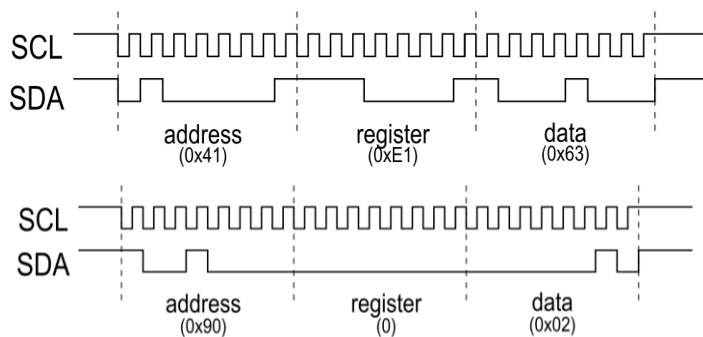 SCL
SDA
address register data
(0x41) (0xE1) (0x63)
SCL
SDA
address register data
(0x90) (0) (0x02)